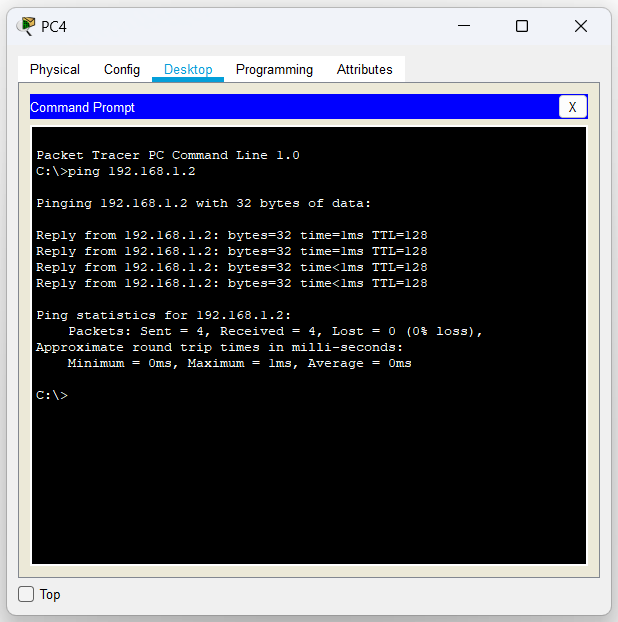 PC4
Physical Config Desktop Programming Attributes
Command Prompt X
Packet Tracer PC Command Line 1.0
C:\>ping 192.168.1.2
Pinging 192.168.1.2 with 32 bytes of data:
Reply from 192.168.1.2: bytes=32 time=1ms TTL=128
Reply from 192.168.1.2: bytes=32 time=1ms TTL=128
Reply from 192.168.1.2: bytes=32 time<1ms TTL=128
Reply from 192.168.1.2: bytes=32 time<1ms TTL=128
Ping statistics for 192.168.1.2:
Packets: Sent = 4, Received = 4, Lost = 0 (0% loss),
Approximate round trip times in milli-seconds:
Minimum = 0ms, Maximum = 1ms, Average = 0ms
C:\>
Top